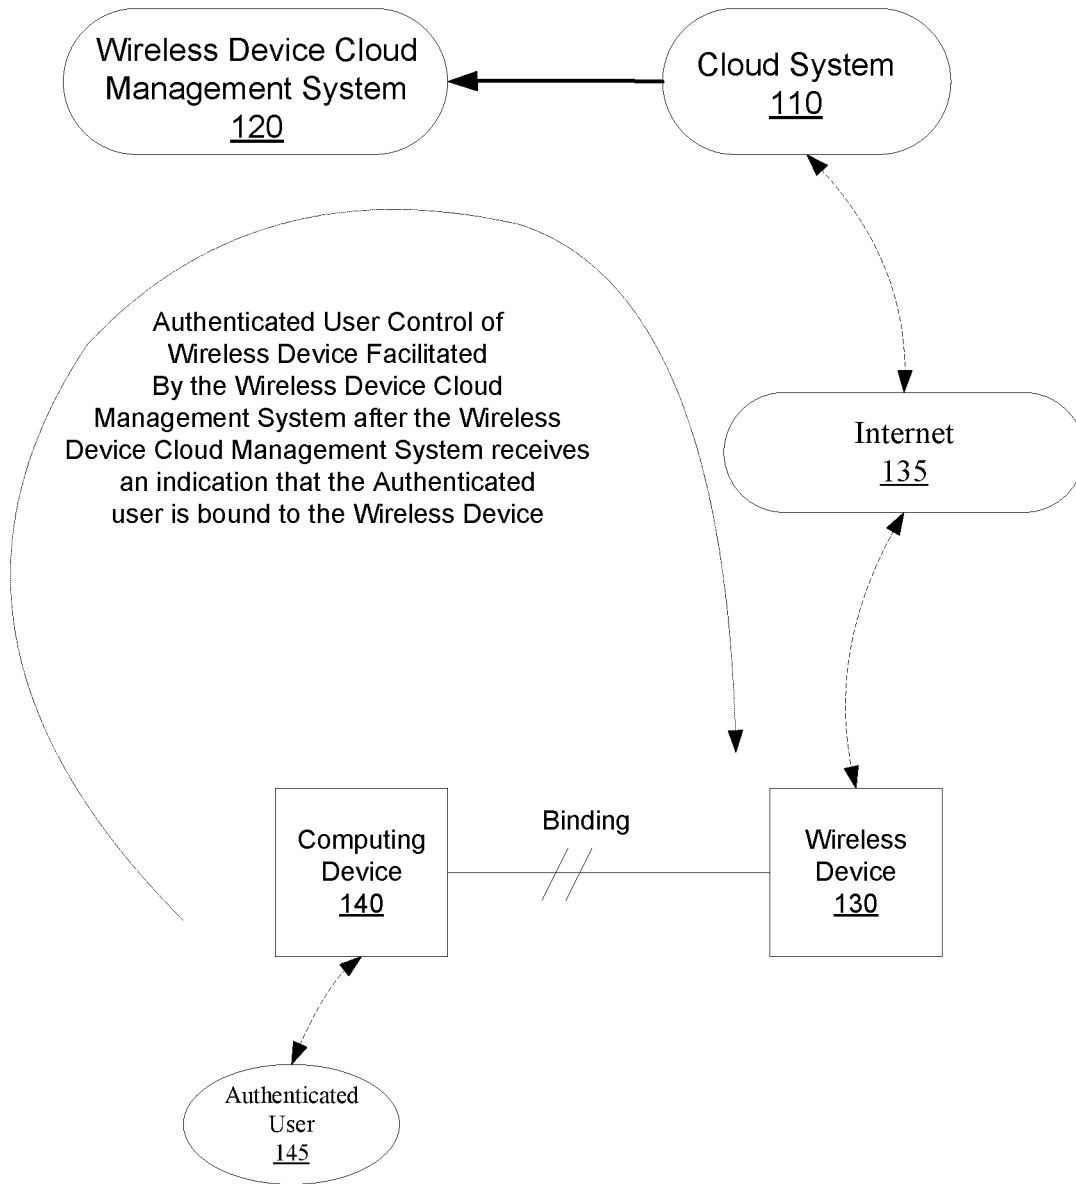 Wireless Device Cloud
Management System
120
Cloud System
110
Authenticated User Control of
Wireless Device Facilitated
By the Wireless Device Cloud
Management System after the Wireless
Device Cloud Management System receives
an indication that the Authenticated
user is bound to the Wireless Device
Internet
135
Binding
Computing
Device
140
Wireless
Device
130
Authenticated
User
145